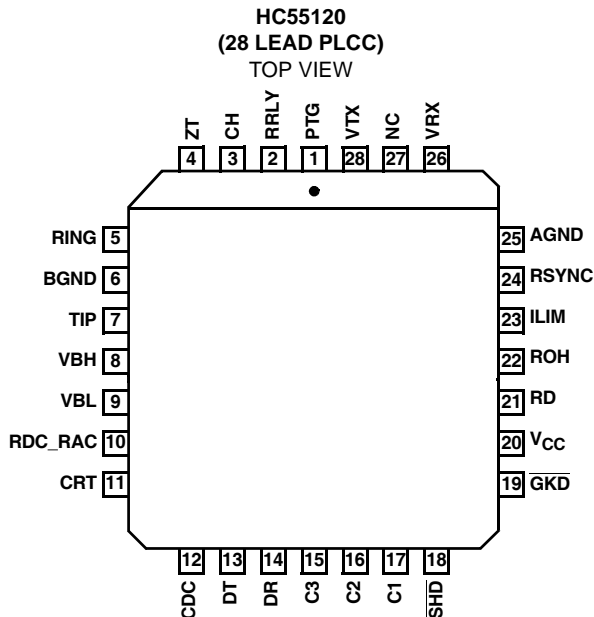 HC55120
(28 LEAD PLCC)
TOP VIEW
ZT
CH
RRLY
PTG
VTX
NC
VRX
4 3 2 1 28 27 26
RING 5
BGND 6
TIP 7
VBH 8
VBL 9
RDC_RAC 10
CRT 11
25 AGND
24 RSYNC
23 ILIM
22 ROH
21 RD
20 VCC
19 GKD
12 13 14 15 16 17 18
CDC
DT
DR
C3
C2
C1
SHD